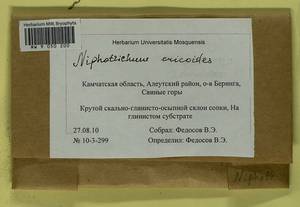 Herbarium MW, Bryophyta
MW 9 050 200
Herbarium Universitatis Mosquensis
Niphotrichum ericoides
Камчатская область, Алеутский район, о-в Беринга,
Свиные горы
Крутой скально-глинисто-осыпной склон сопки, На
глинистом субстрате
27.08.10 Собрал: Федосов В.Э.
№ 10-3-299 Определил: Федосов В.Э.